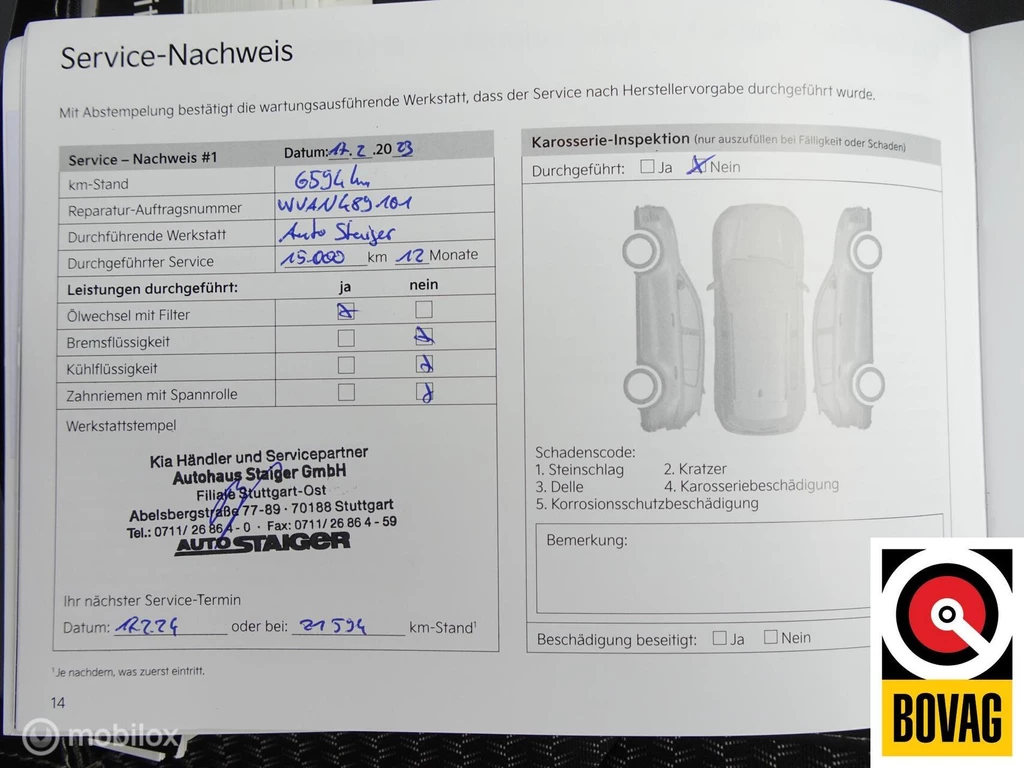 Service-Nachweis
Mit Abstempelung bestätigt die wartungsausführende Werkstatt, dass der Service nach Herstellervorgabe durchgeführt wurde.
Service – Nachweis #1 Datum: 17.2.2023
km-Stand 6594 km
Reparatur-Auftragsnummer WVAN489101
Durchführende Werkstatt Auto Staiger
Durchgeführter Service 15.000 km 12 Monate
Leistungen durchgeführt: ja nein
Ölwechsel mit Filter
Bremsflüssigkeit
Kühlflüssigkeit
Zahnriemen mit Spannrolle
Werkstattstempel
Kia Händler und Servicepartner
Autohaus Staiger GmbH
Filiale Stuttgart-Ost
Abelsbergstraße 77-89 · 70188 Stuttgart
Tel.: 0711/ 26 86 4 - 0 · Fax: 0711/ 26 86 4 - 59
AUTO STAIGER
Ihr nächster Service-Termin
Datum: 17.2.24 oder bei: 21594 km-Stand¹
¹Je nachdem, was zuerst eintritt.
14
Karosserie-Inspektion (nur auszufüllen bei Fälligkeit oder Schaden)
Durchgeführt: Ja Nein
Schadenscode:
1. Steinschlag 2. Kratzer
3. Delle 4. Karosseriebeschädigung
5. Korrosionsschutzbeschädigung
Bemerkung:
Beschädigung beseitigt: Ja Nein
BOVAG
mobilox